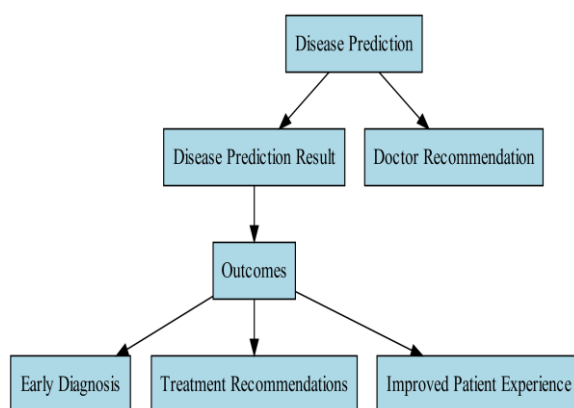 Disease Prediction
Disease Prediction Result
Doctor Recommendation
Outcomes
Early Diagnosis
Treatment Recommendations
Improved Patient Experience